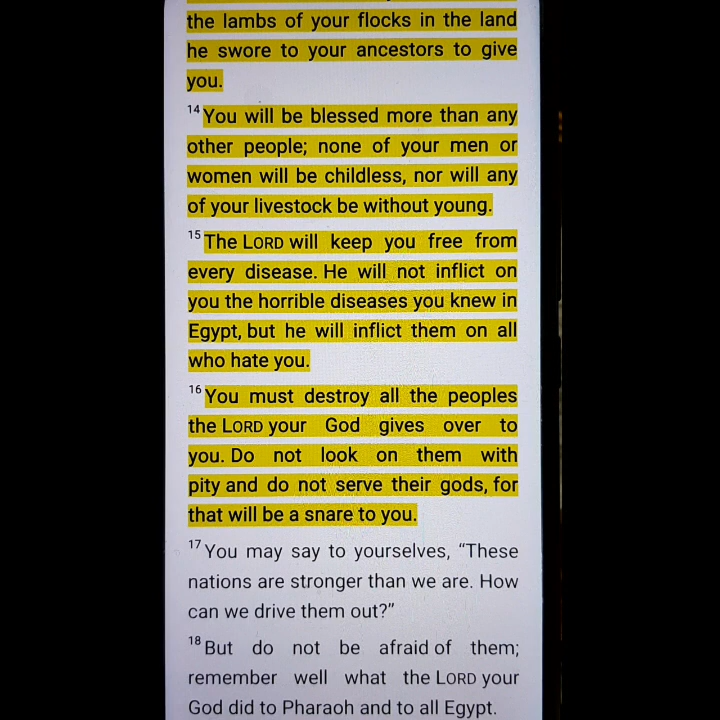 the lambs of your flocks in the land
he swore to your ancestors to give
you.
14 You will be blessed more than any
other people; none of your men or
women will be childless, nor will any
of your livestock be without young.
15 The LORD will keep you free from
every disease. He will not inflict on
you the horrible diseases you knew in
Egypt, but he will inflict them on all
who hate you.
16 You must destroy all the peoples
the LORD your God gives over to
you. Do not look on them with
pity and do not serve their gods, for
that will be a snare to you.
17 You may say to yourselves, “These
nations are stronger than we are. How
can we drive them out?”
18 But do not be afraid of them;
remember well what the LORD your
God did to Pharaoh and to all Egypt.